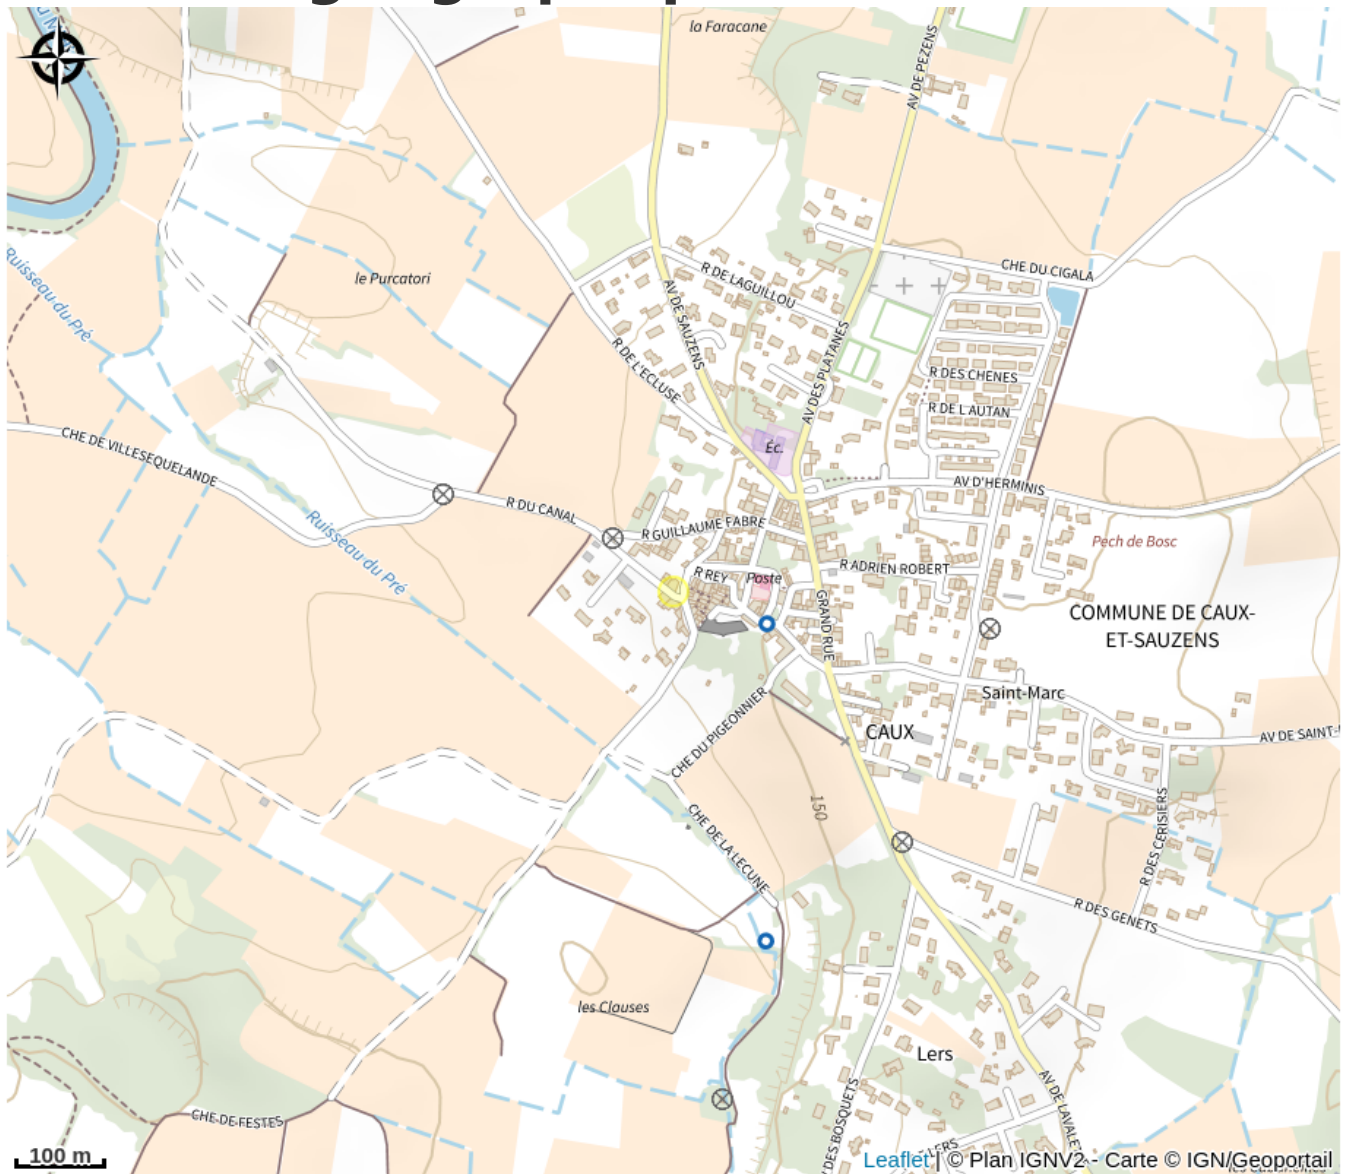 la Faracane
AV DE PEZENS
CHE DU CIGALA
R DE LAGUILLOU
le Purcatori
AV DE SAUZENS
AV DES PLATANES
Ruisseau du Pré
R DE L'ECLUSE
R DES CHENES
R DE L'AUTAN
Éc.
CHE DE VILLESEQUELANDE
AV D'HERMINIS
R DU CANAL
R GUILLAUME FABRE
Ruisseau du Pré
Pech de Bosc
R REY
Poste
R ADRIEN ROBERT
GRAND RUE
COMMUNE DE CAUX-
ET-SAUZENS
Saint-Marc
CHE DU PIGEONNIER
CAUX
AV DE SAINT-
150
CHE DE LA LECUNE
R DES CERISIERS
R DES GENETS
les Clauses
Lers
AV DE LAVALE
DES BOSQUETS
CHE DE FESTES
100 m
Leaflet | © Plan IGNV2 - Carte © IGN/Geoportail